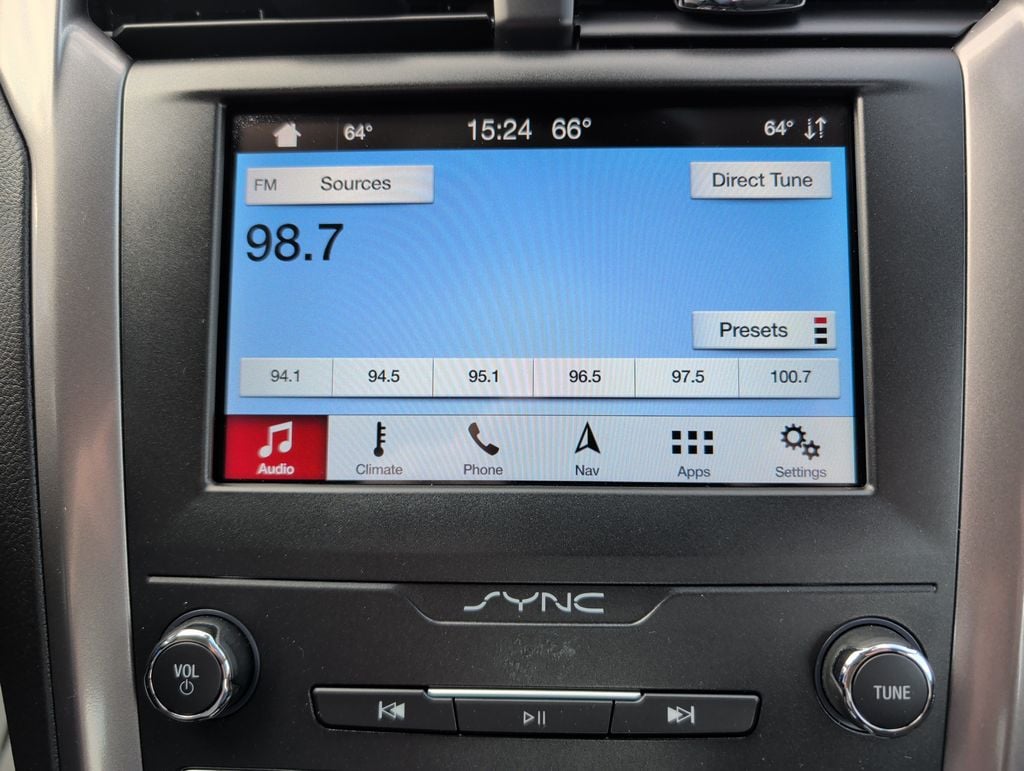 64° 15:24 66° 64°
FM Sources Direct Tune
98.7
Presets
94.1 94.5 95.1 96.5 97.5 100.7
Audio Climate Phone Nav Apps Settings
SYNC
VOL
TUNE